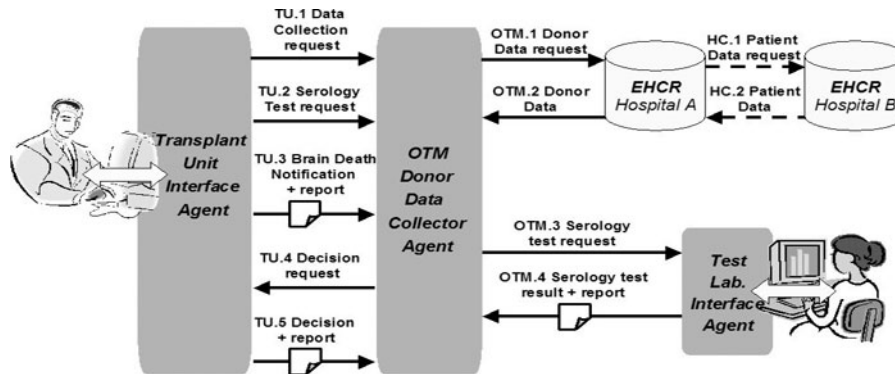 TU.1 Data
Collection
request
TU.2 Serology
Test request
TU.3 Brain Death
Notification
+ report
TU.4 Decision
request
TU.5 Decision
+ report
Transplant
Unit
Interface
Agent
OTM
Donor
Data
Collector
Agent
OTM.1 Donor
Data request
OTM.2 Donor
Data
EHCR
Hospital A
HC.1 Patient
Data request
HC.2 Patient
Data
EHCR
Hospital B
OTM.3 Serology
test request
OTM.4 Serology test
result + report
Test
Lab.
Interface
Agent